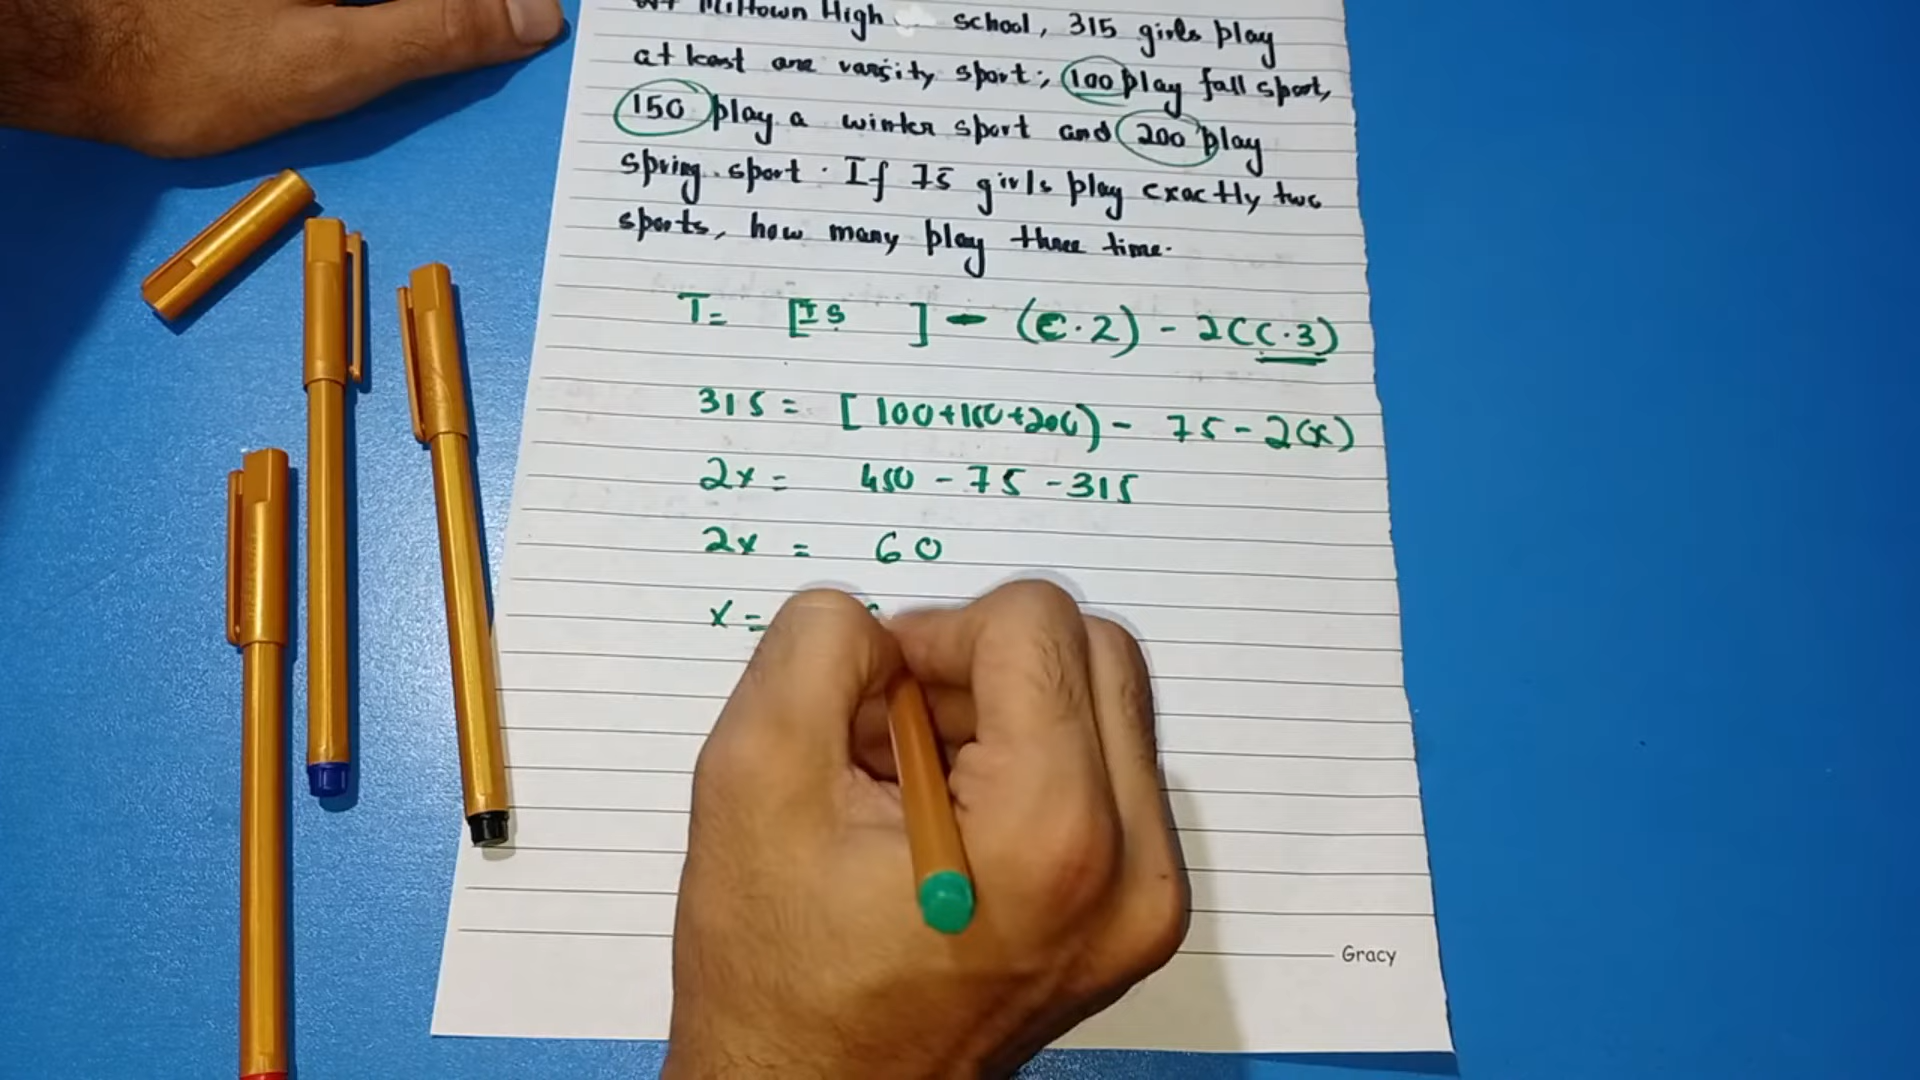 At Miltown High school, 315 girls play
at least one varsity sport; 100 play fall sport,
150 play a winter sport and 200 play
spring sport. If 75 girls play exactly two
sports, how many play three time.
T= [IS ] - (E.2) - 2(C.3)
315 = [100+150+200) - 75 - 2(x)
2x = 450 - 75 - 315
2x = 60
x =
Gracy